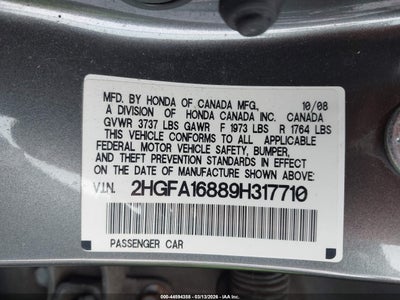 MFD. BY HONDA OF CANADA MFG., 10/08
A DIVISION OF HONDA CANADA INC. CANADA
GVWR 3737 LBS GAWR F 1973 LBS R 1764 LBS
THIS VEHICLE CONFORMS TO ALL APPLICABLE
FEDERAL MOTOR VEHICLE SAFETY, BUMPER,
AND THEFT PREVENTION STANDARDS IN EFFECT
ON THE DATE OF MANUFACTURE SHOWN ABOVE:
V.I.N. 2HGFA16889H317710
PASSENGER CAR
© 000-44594358 - 03/13/2026 - IAA